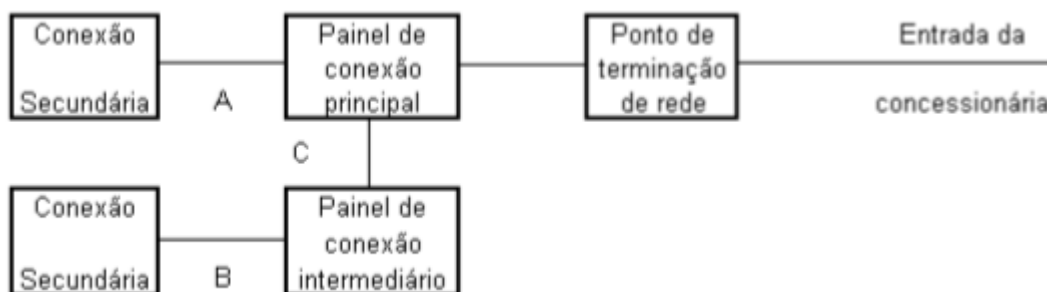 Conexão
Secundária
A
Painel de
conexão
principal
Ponto de
terminação
de rede
Entrada da
concessionária
C
Conexão
Secundária
B
Painel de
conexão
intermediário